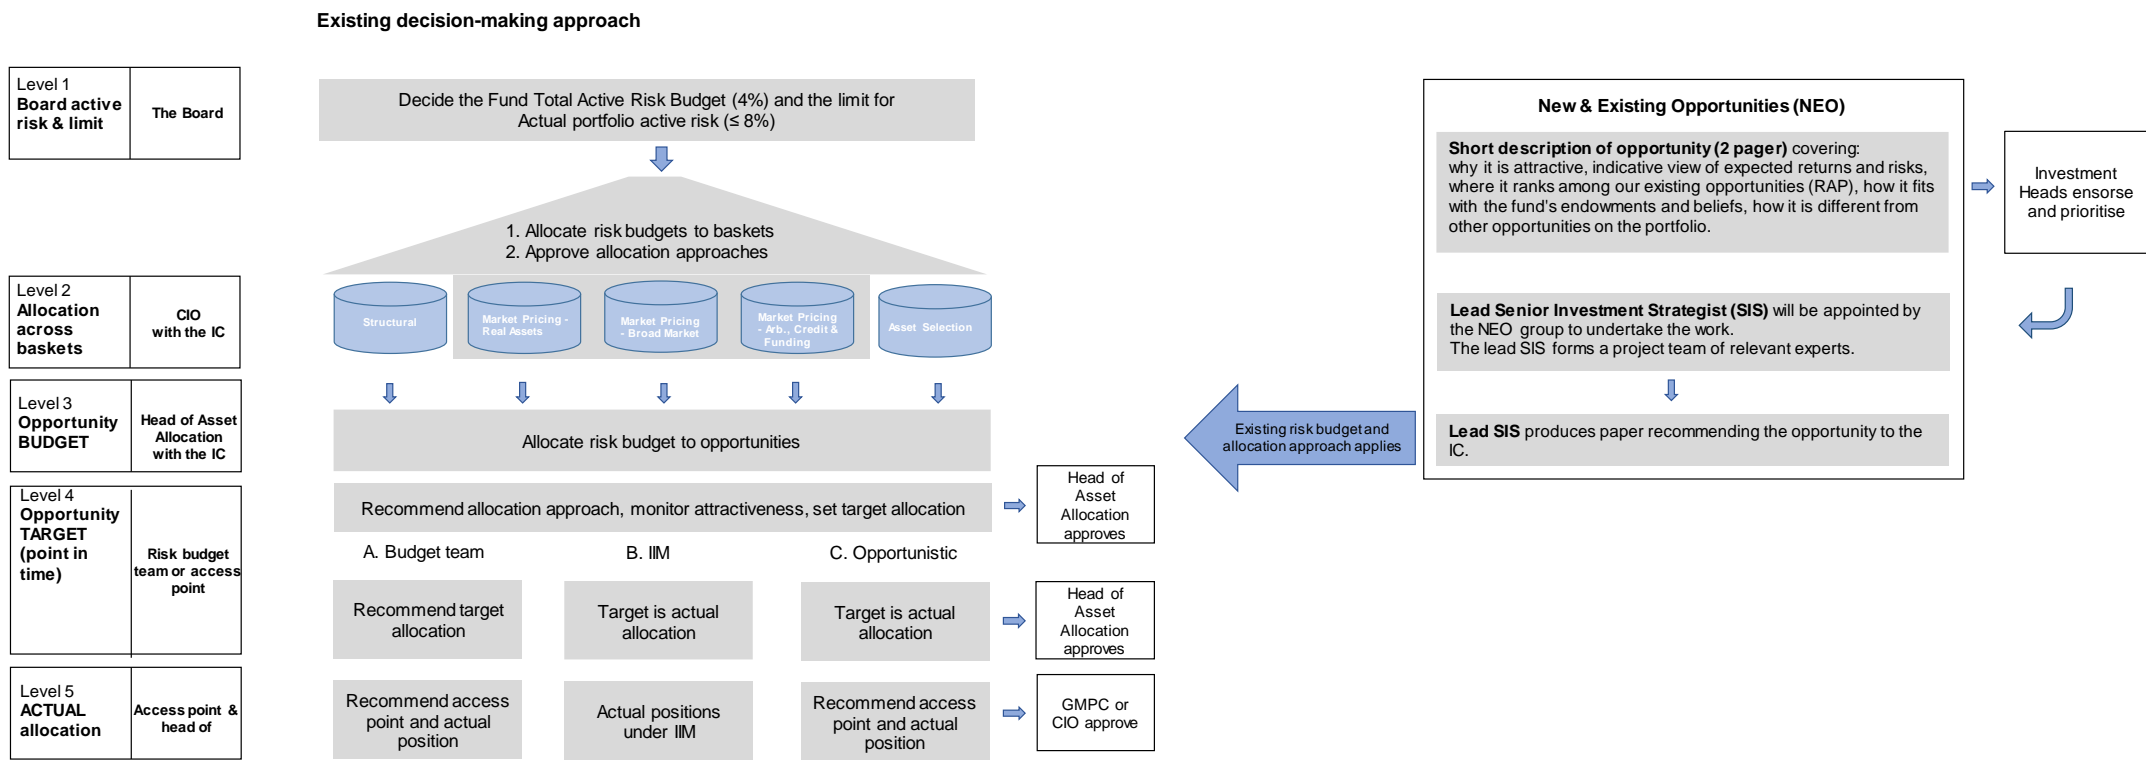 Existing decision-making approach
Level 1
Board active
risk & limit
The Board
Decide the Fund Total Active Risk Budget (4%) and the limit for
Actual portfolio active risk (≤ 8%)
1. Allocate risk budgets to baskets
2. Approve allocation approaches
Level 2
Allocation
across
baskets
CIO
with the IC
Structural
Market Pricing -
Real Assets
Market Pricing
- Broad Market
Market Pricing
- Arb., Credit &
Funding
Asset Selection
Level 3
Opportunity
BUDGET
Head of Asset
Allocation
with the IC
Allocate risk budget to opportunities
Level 4
Opportunity
TARGET
(point in
time)
Risk budget
team or access
point
Recommend allocation approach, monitor attractiveness, set target allocation
Head of
Asset
Allocation
approves
A. Budget team
B. IIM
C. Opportunistic
Recommend target
allocation
Target is actual
allocation
Target is actual
allocation
Head of
Asset
Allocation
approves
Level 5
ACTUAL
allocation
Access point &
head of
Recommend access
point and actual
position
Actual positions
under IIM
Recommend access
point and actual
position
GMPC or
CIO approve
Existing risk budget and
allocation approach applies
New & Existing Opportunities (NEO)
Short description of opportunity (2 pager) covering:
why it is attractive, indicative view of expected returns and risks,
where it ranks among our existing opportunities (RAP), how it fits
with the fund's endowments and beliefs, how it is different from
other opportunities on the portfolio.
Investment
Heads ensorse
and prioritise
Lead Senior Investment Strategist (SIS) will be appointed by
the NEO group to undertake the work.
The lead SIS forms a project team of relevant experts.
Lead SIS produces paper recommending the opportunity to the
IC.